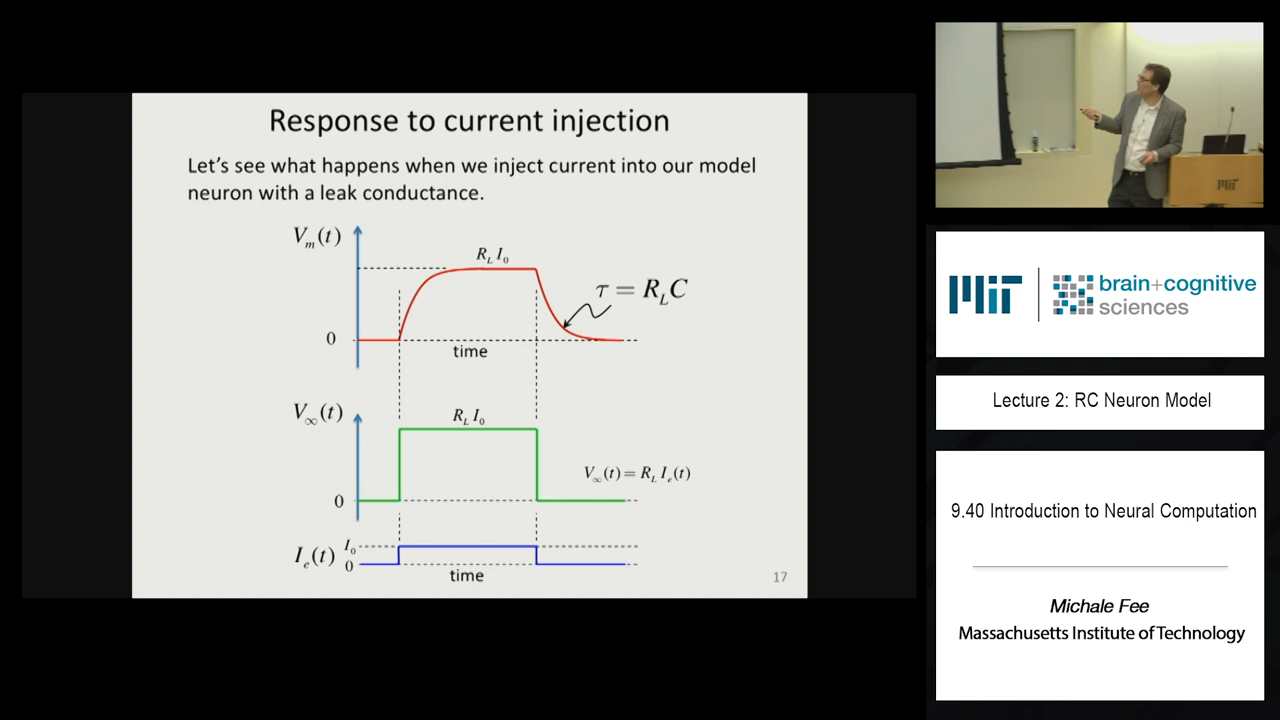 Response to current injection
Let's see what happens when we inject current into our model
neuron with a leak conductance.
V_m(t)
R_L I_0
τ = R_L C
0
time
V_∞(t)
R_L I_0
V_∞(t) = R_L I_e(t)
0
I_e(t) I_0
0
time
17
MIT
MIT
brain+cognitive
sciences
Lecture 2: RC Neuron Model
9.40 Introduction to Neural Computation
Michale Fee
Massachusetts Institute of Technology